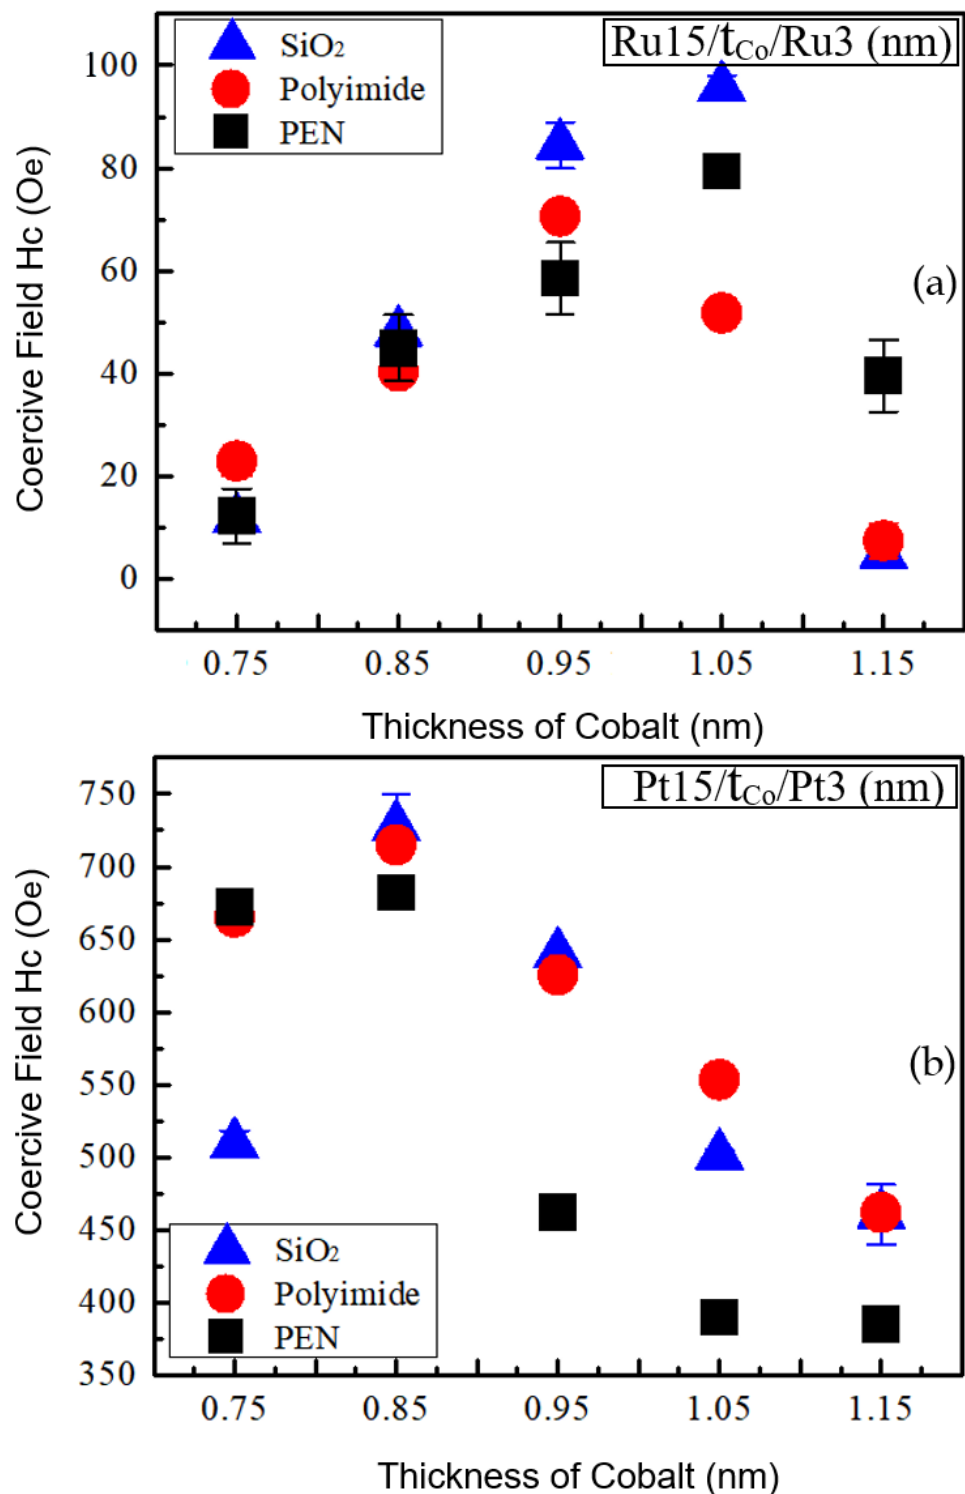 SiO₂
Polyimide
PEN
Ru15/tCo/Ru3 (nm)
100
80
60
40
20
0
Coercive Field Hc (Oe)
(a)
0.75 0.85 0.95 1.05 1.15
Thickness of Cobalt (nm)
Pt15/tCo/Pt3 (nm)
750
700
650
600
550
500
450
400
350
Coercive Field Hc (Oe)
(b)
SiO₂
Polyimide
PEN
0.75 0.85 0.95 1.05 1.15
Thickness of Cobalt (nm)